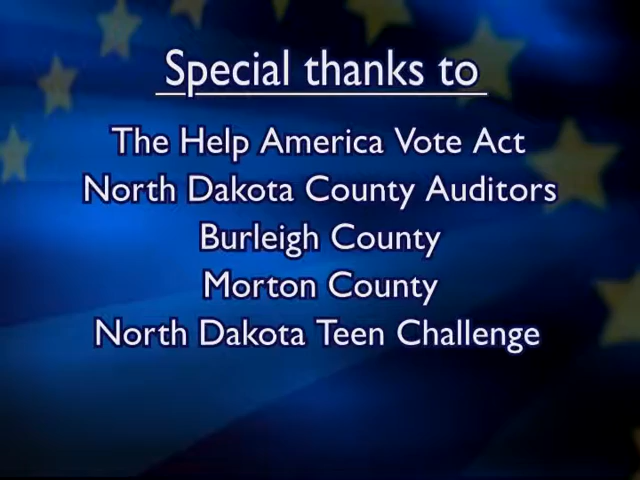 Special thanks to
The Help America Vote Act
North Dakota County Auditors
Burleigh County
Morton County
North Dakota Teen Challenge